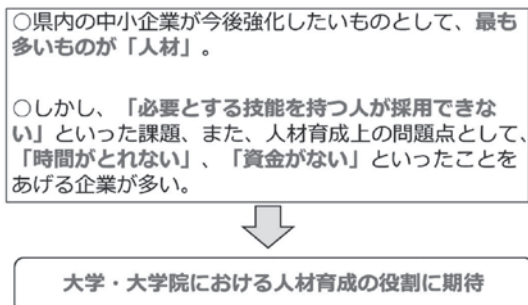 ○県内の中小企業が今後強化したいものとして、最も
多いものが「人材」。
○しかし、「必要とする技能を持つ人が採用できな
い」といった課題、また、人材育成上の問題点として、
「時間がとれない」、「資金がない」といったことを
あげる企業が多い。
大学・大学院における人材育成の役割に期待